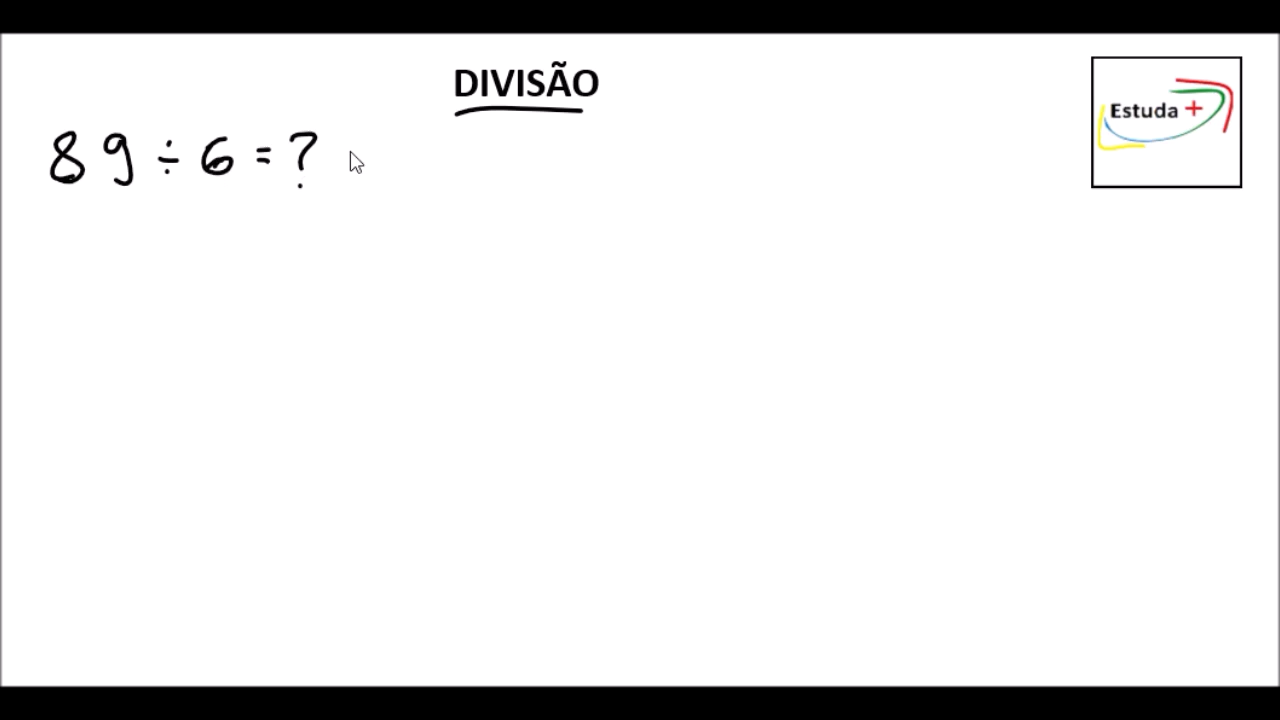 DIVISÃO
89 ÷ 6 = ?
Estuda +